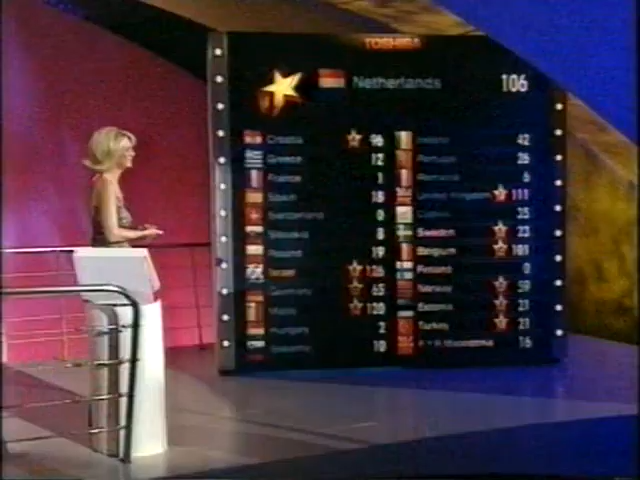 TOSHIBA
Netherlands 106
Croatia 96
Greece 12
France 1
Spain 18
Switzerland 0
Slovakia 8
Poland 19
Israel 126
Germany 65
Malta 120
Hungary 2
Slovenia 10
Ireland 42
Portugal 26
Romania 6
United Kingdom 111
Cyprus 35
Sweden 23
Belgium 101
Finland 0
Norway 59
Estonia 21
Turkey 21
Macedonia 16